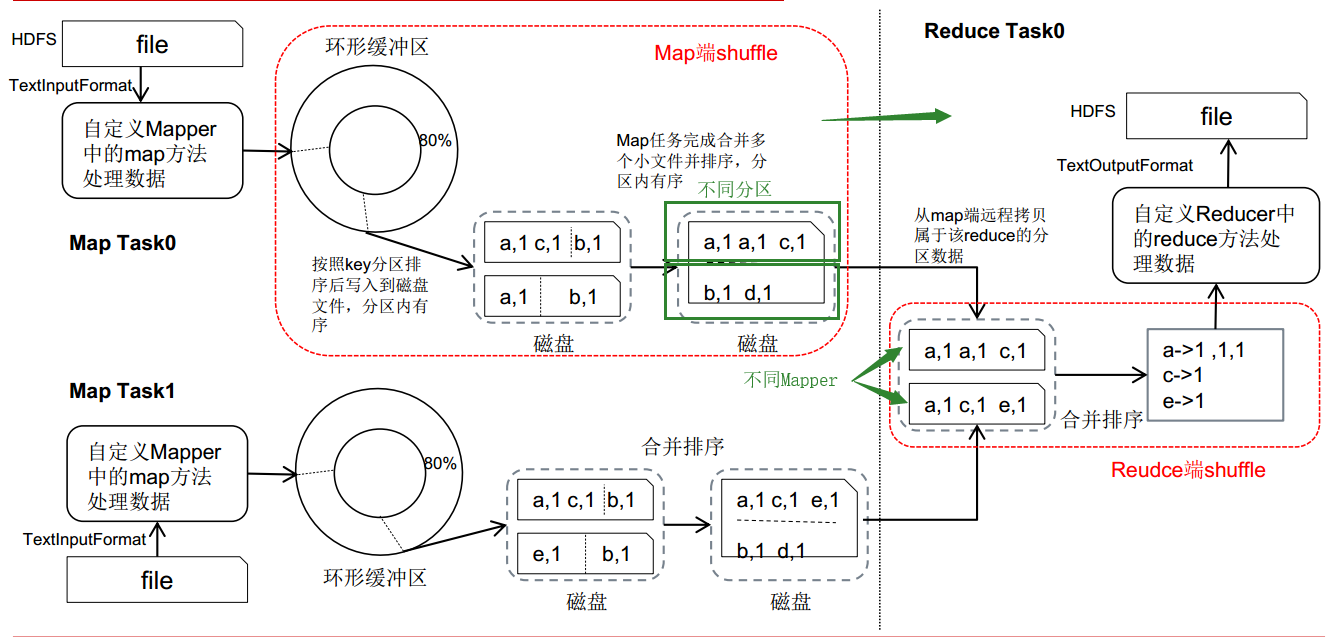 HDFS
file
TextInputFormat
自定义Mapper
中的map方法
处理数据
Map Task0
环形缓冲区
80%
Map端shuffle
按照key分区排
序后写入到磁盘
文件，分区内有
序
a,1 c,1 b,1
a,1 b,1
磁盘
Map任务完成合并多
个小文件并排序，分
区内有序
不同分区
a,1 a,1 c,1
b,1 d,1
磁盘
Map Task1
自定义Mapper
中的map方法
处理数据
TextInputFormat
file
80%
环形缓冲区
a,1 c,1 b,1
e,1 b,1
磁盘
合并排序
a,1 c,1 e,1
b,1 d,1
磁盘
Reduce Task0
HDFS
file
TextOutputFormat
自定义Reducer中
的reduce方法处
理数据
从map端远程拷贝
属于该reduce的分
区数据
不同Mapper
a,1 a,1 c,1
a,1 c,1 e,1
合并排序
a->1 ,1,1
c->1
e->1
Reudce端shuffle